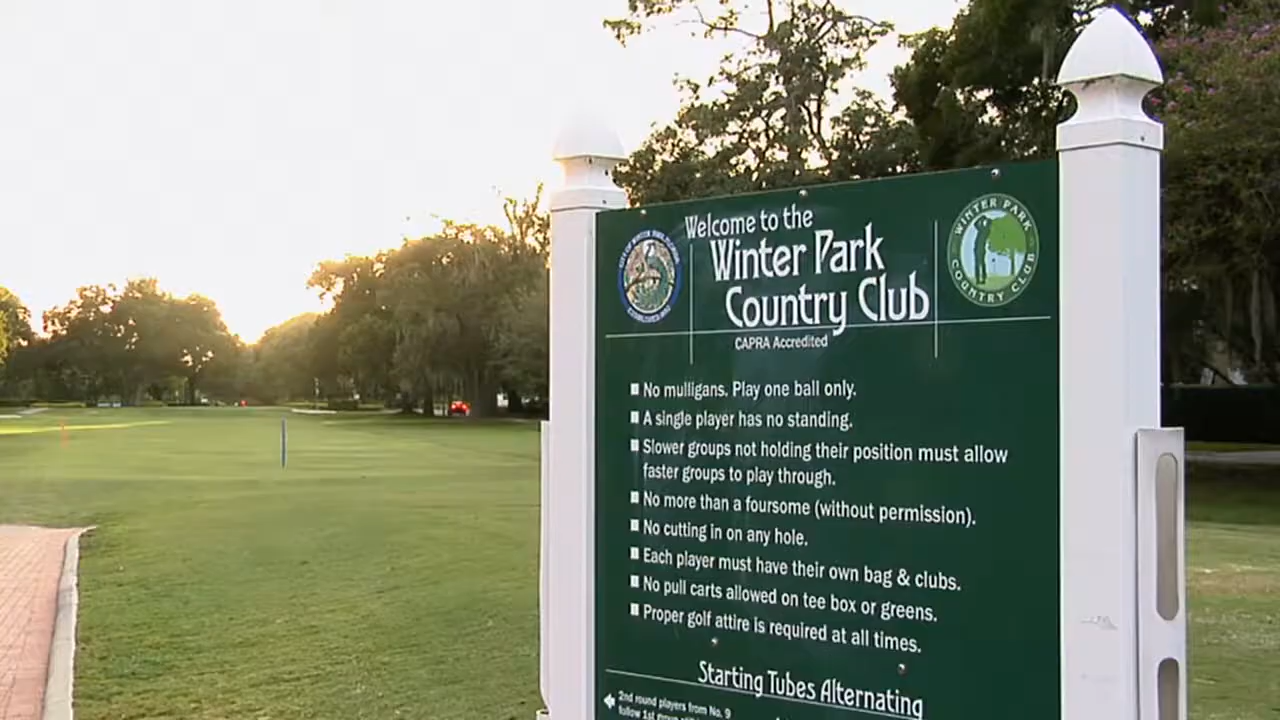 Welcome to the
Winter Park
Country Club
CAPRA Accredited
WINTER PARK
COUNTRY CLUB
No mulligans. Play one ball only.
A single player has no standing.
Slower groups not holding their position must allow
faster groups to play through.
No more than a foursome (without permission).
No cutting in on any hole.
Each player must have their own bag & clubs.
No pull carts allowed on tee box or greens.
Proper golf attire is required at all times.
Starting Tubes Alternating
2nd round players from No. 9
follow 1st